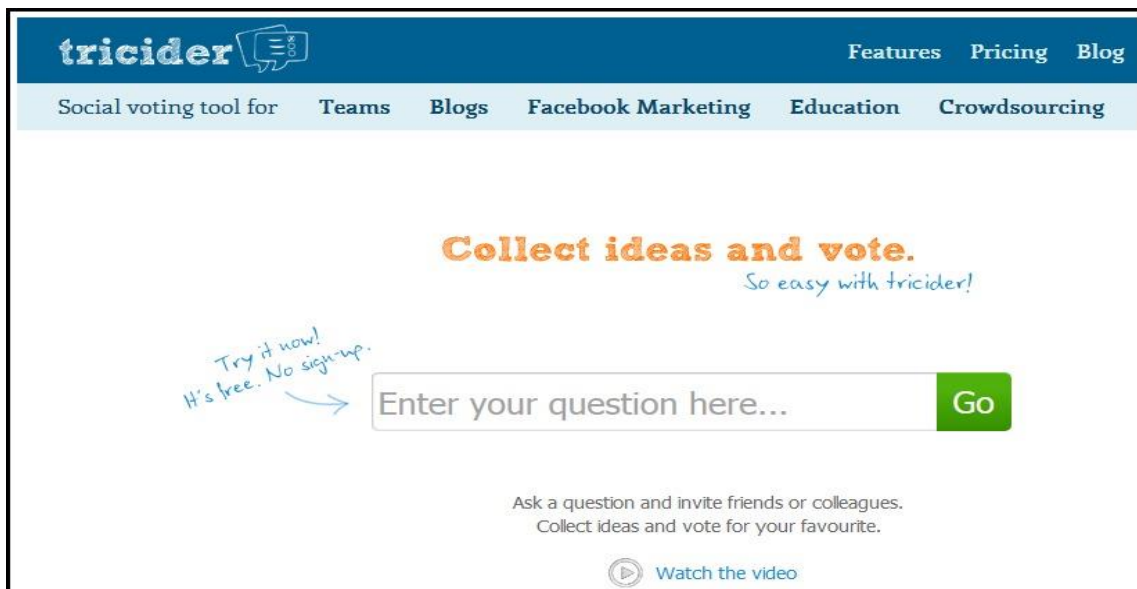 tricider
Features Pricing Blog
Social voting tool for Teams Blogs Facebook Marketing Education Crowdsourcing
Collect ideas and vote.
So easy with tricider!
Try it now!
It's free. No sign-up.
Enter your question here...
Go
Ask a question and invite friends or colleagues.
Collect ideas and vote for your favourite.
Watch the video